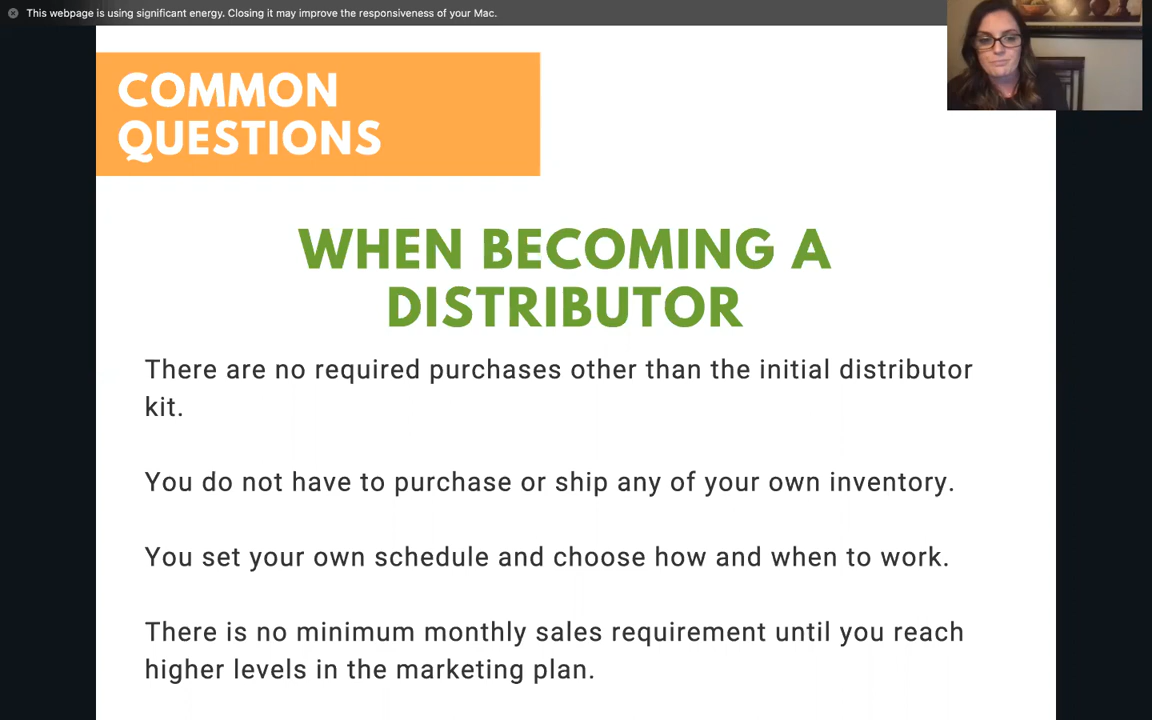 This webpage is using significant energy. Closing it may improve the responsiveness of your Mac.
COMMON
QUESTIONS
WHEN BECOMING A
DISTRIBUTOR
There are no required purchases other than the initial distributor
kit.
You do not have to purchase or ship any of your own inventory.
You set your own schedule and choose how and when to work.
There is no minimum monthly sales requirement until you reach
higher levels in the marketing plan.